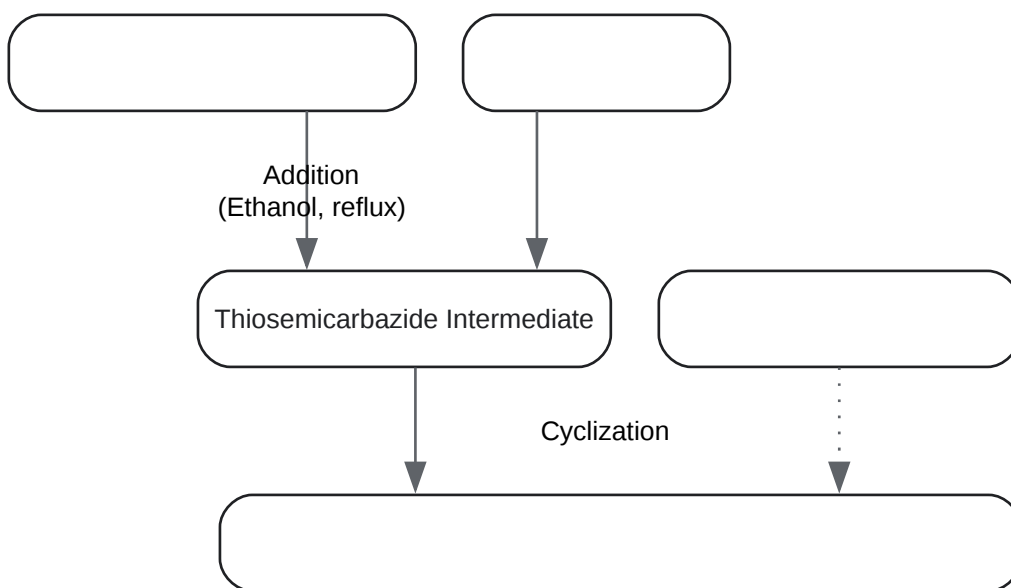 Addition
(Ethanol, reflux)
Thiosemicarbazide Intermediate
Cyclization